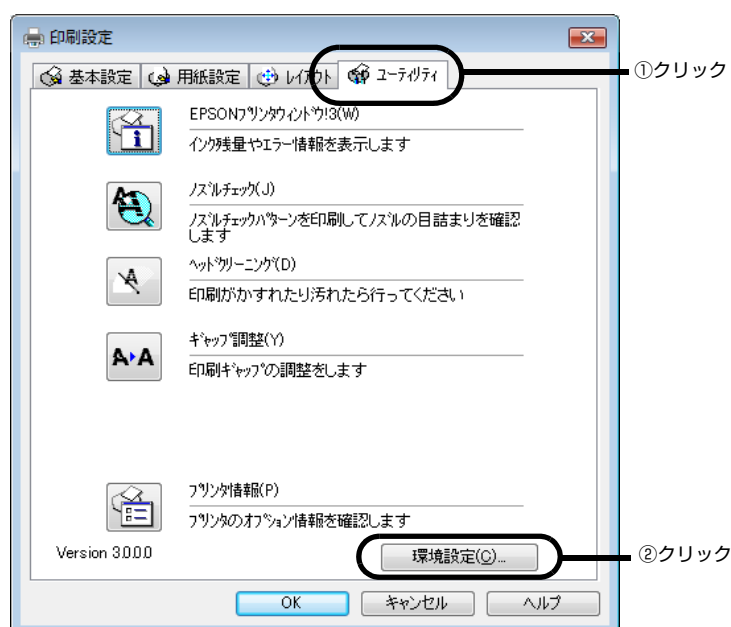 印刷設定
基本設定 用紙設定 レイアウト ユーティリティ
①クリック
EPSONプリンタウィンドウ!3(W)
インク残量やエラー情報を表示します
ノズルチェック(J)
ノズルチェックパターンを印刷してノズルの目詰まりを確認
します
ヘッドクリーニング(D)
印刷がかすれたり汚れたら行ってください
ギャップ調整(Y)
印刷ギャップの調整をします
プリンタ情報(P)
プリンタのオプション情報を確認します
Version 3.0.0.0
環境設定(C)...
②クリック
OK キャンセル ヘルプ